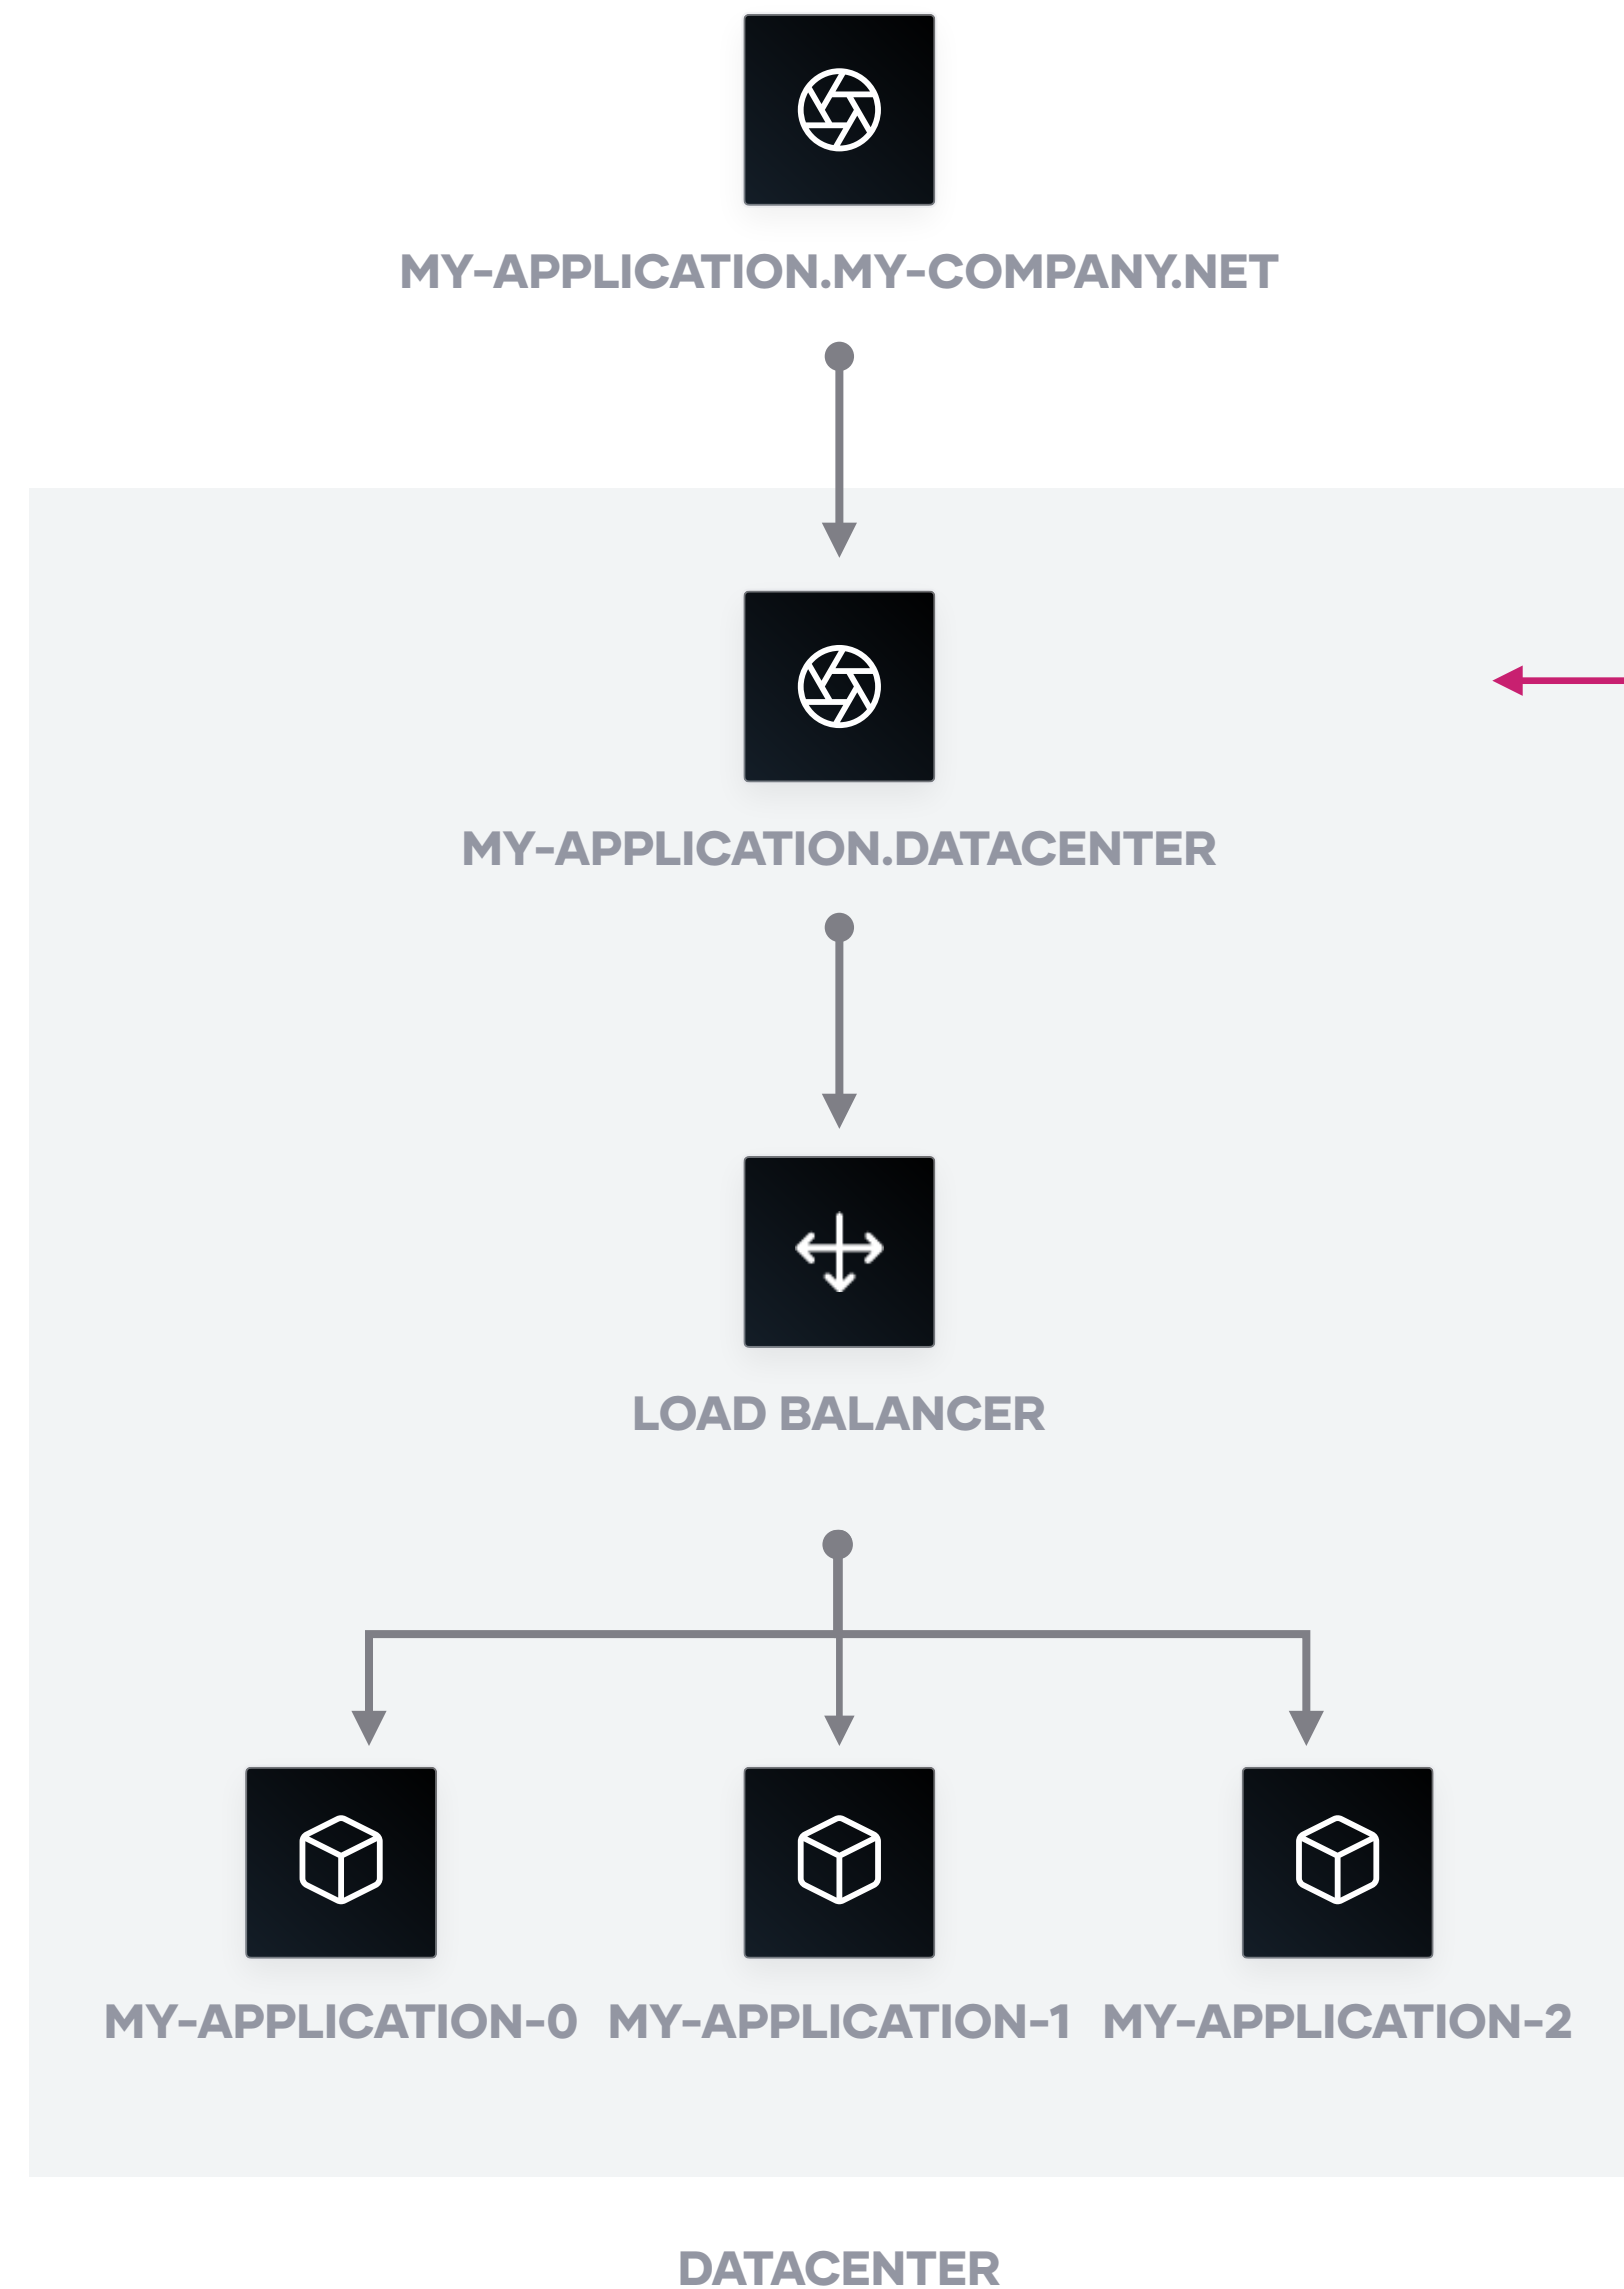 MY-APPLICATION.MY-COMPANY.NET
MY-APPLICATION.DATACENTER
LOAD BALANCER
MY-APPLICATION-0 MY-APPLICATION-1 MY-APPLICATION-2
DATACENTER